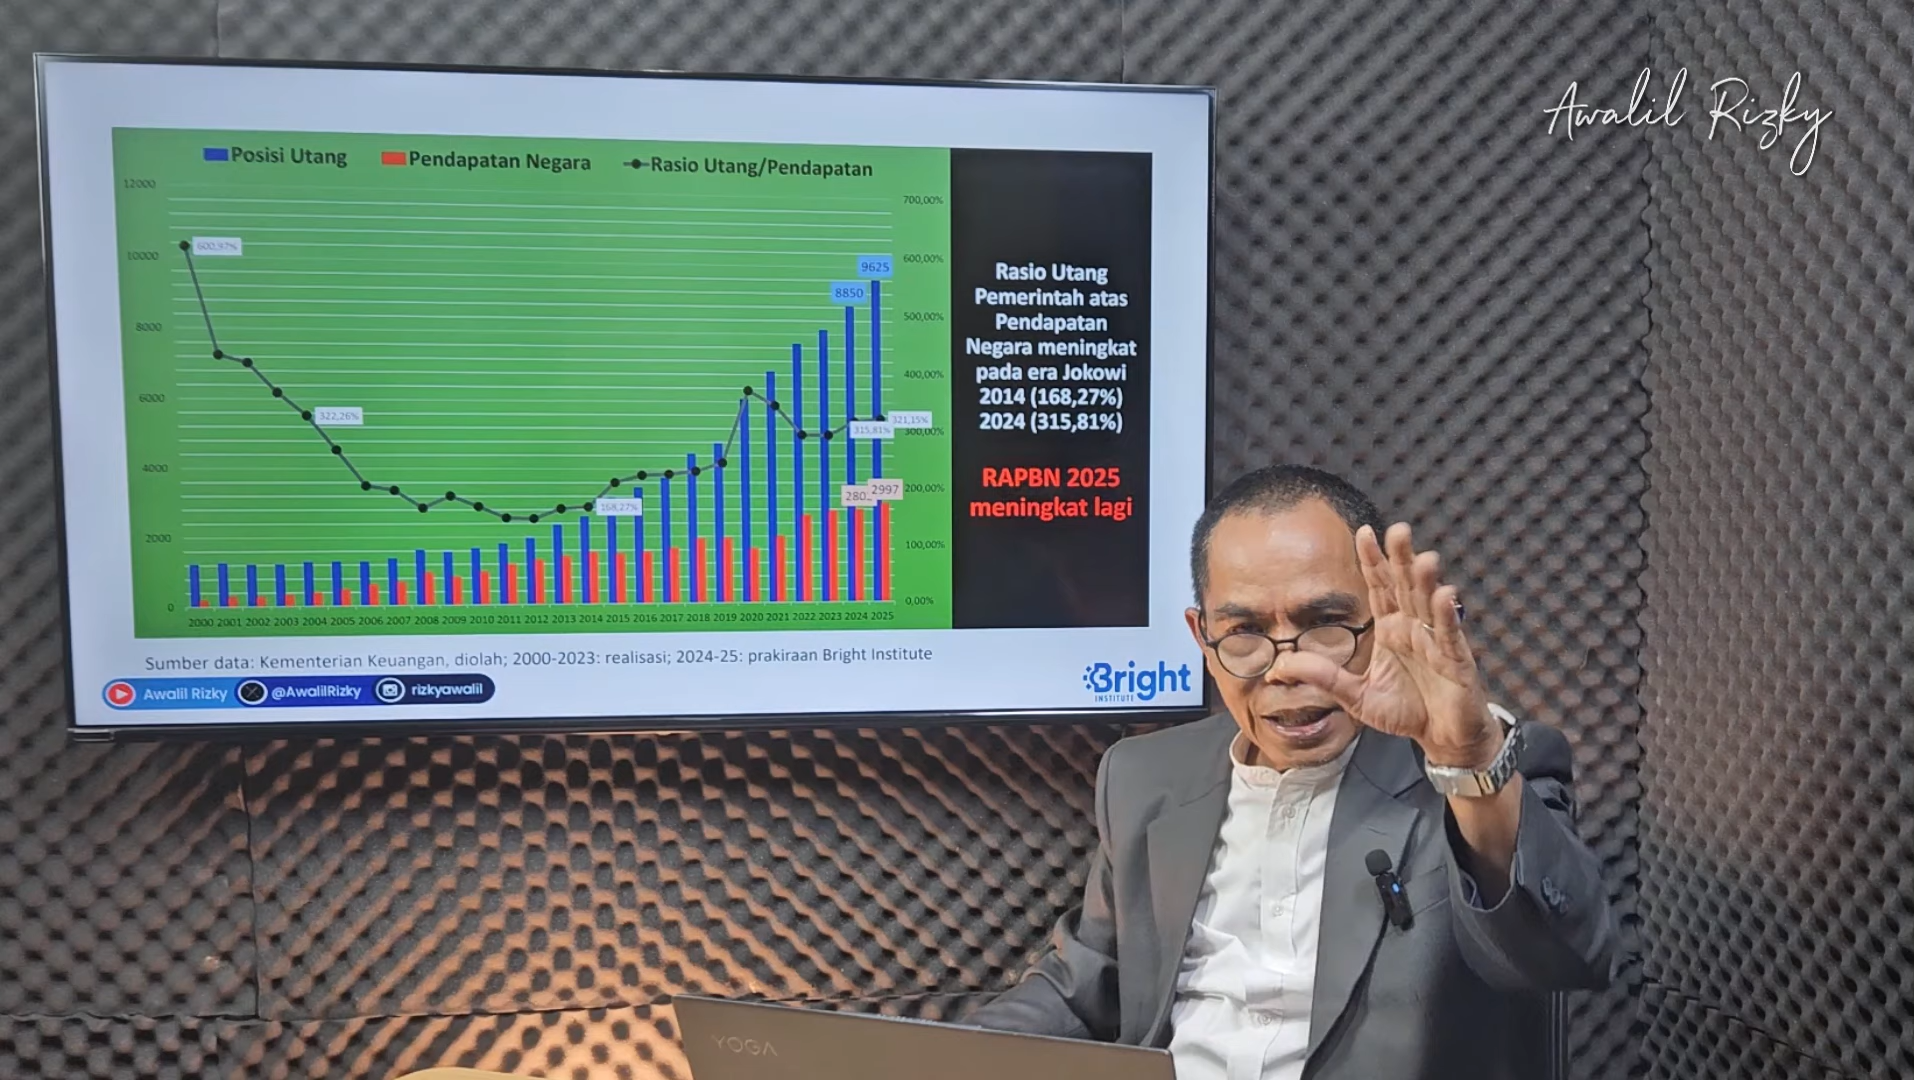 Awalil Rizky
Posisi Utang
Pendapatan Negara
Rasio Utang/Pendapatan
12000
10000
8000
6000
4000
2000
0
700,00%
600,00%
500,00%
400,00%
300,00%
200,00%
100,00%
0,00%
600,97%
322,26%
168,27%
315,81%
321,15%
8850
9625
280
2997
2000 2001 2002 2003 2004 2005 2006 2007 2008 2009 2010 2011 2012 2013 2014 2015 2016 2017 2018 2019 2020 2021 2022 2023 2024 2025
Rasio Utang
Pemerintah atas
Pendapatan
Negara meningkat
pada era Jokowi
2014 (168,27%)
2024 (315,81%)
RAPBN 2025
meningkat lagi
Sumber data: Kementerian Keuangan, diolah; 2000-2023: realisasi; 2024-25: prakiraan Bright Institute
Awalil Rizky @AwalilRizky rizkyawalil
Bright
INSTITUTE
YOGA